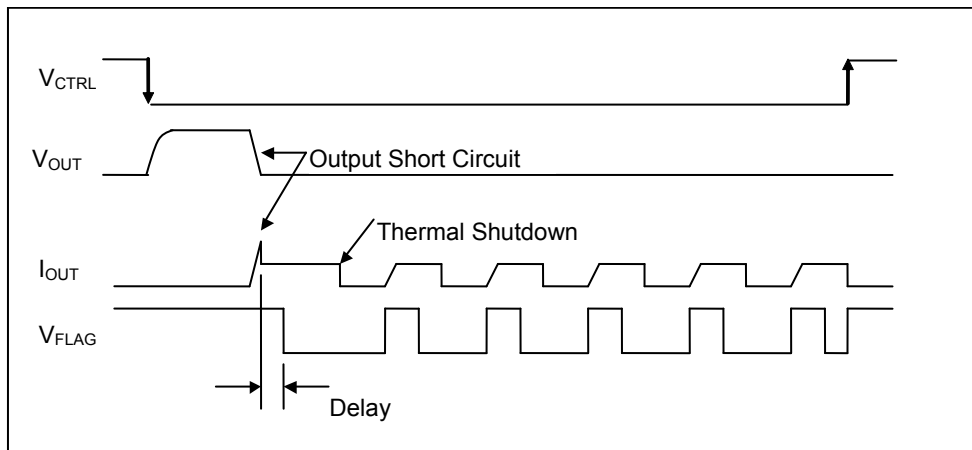 VCTRL
VOUT
Output Short Circuit
Thermal Shutdown
IOUT
VFLAG
Delay